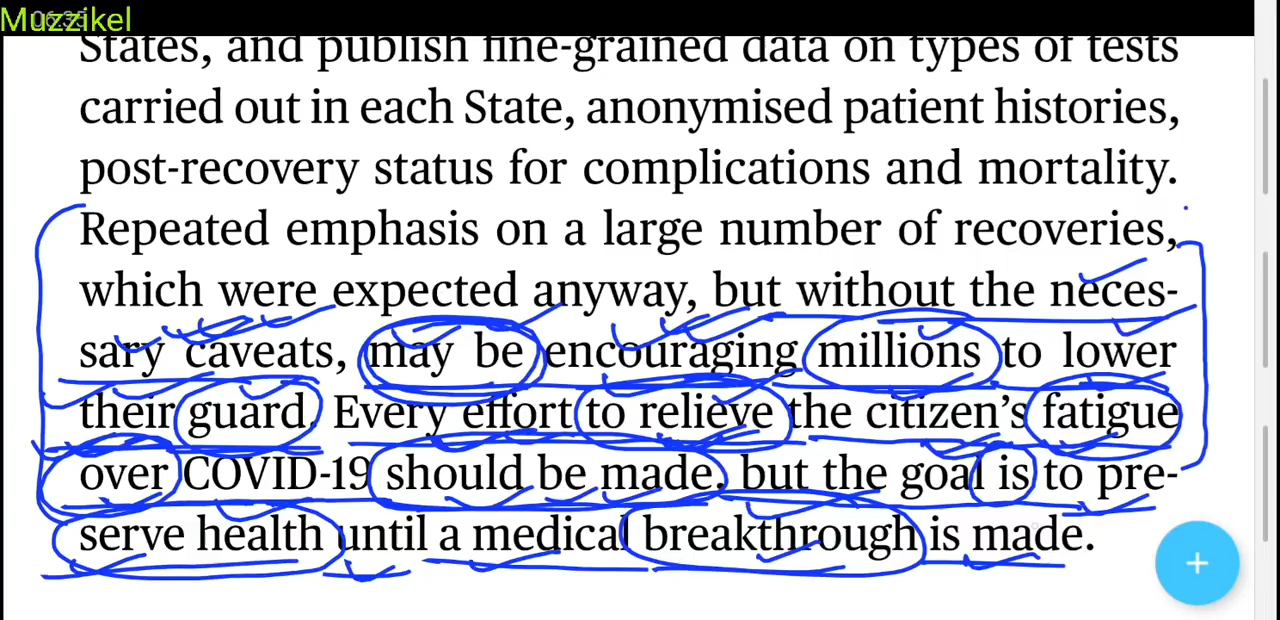 Muzzikel
06:35
States, and publish fine-grained data on types of tests
carried out in each State, anonymised patient histories,
post-recovery status for complications and mortality.
Repeated emphasis on a large number of recoveries,
which were expected anyway, but without the neces-
sary caveats, may be encouraging millions to lower
their guard. Every effort to relieve the citizen's fatigue
over COVID-19 should be made, but the goal is to pre-
serve health until a medical breakthrough is made.